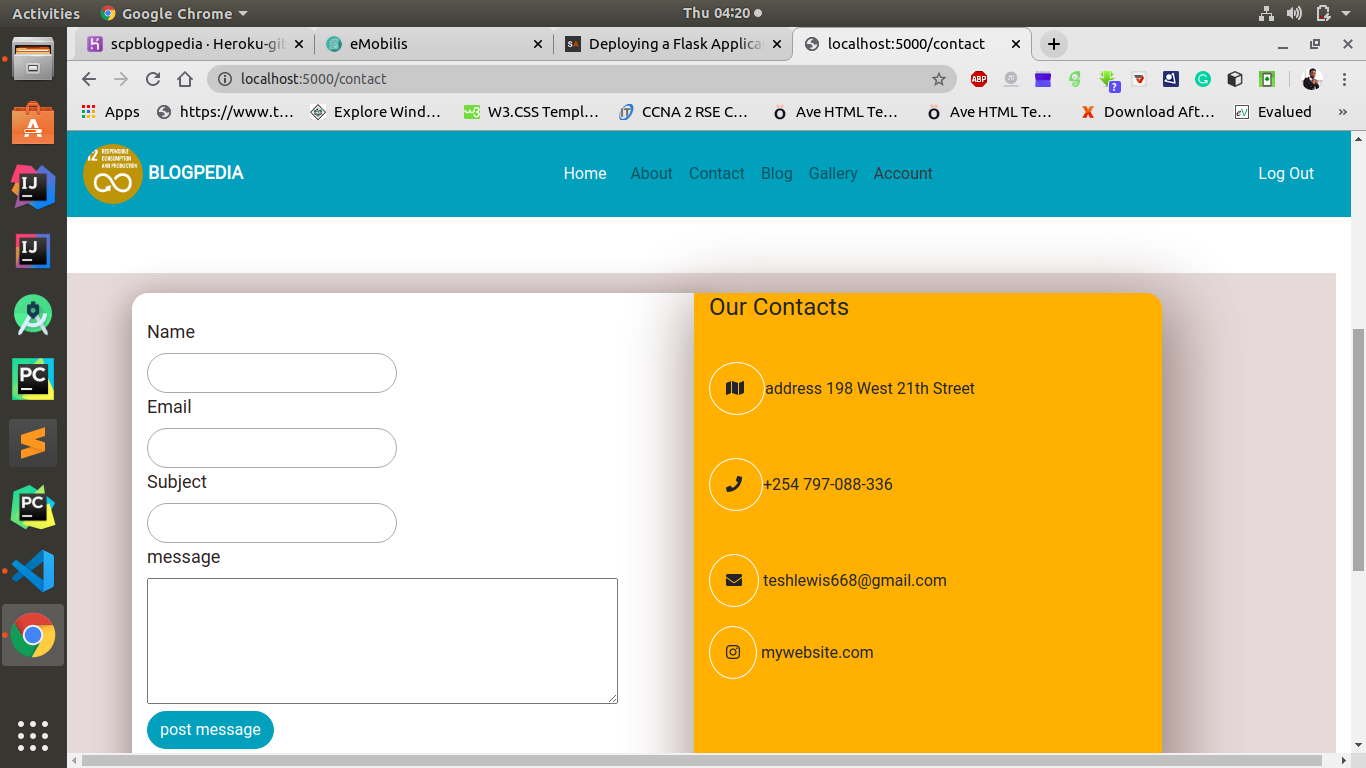 Activities Google Chrome Thu 04:20
scpblogpedia · Heroku-git eMobilis Deploying a Flask Applica localhost:5000/contact
localhost:5000/contact
Apps https://www.t... Explore Wind... W3.CSS Templ... CCNA 2 RSE C... Ave HTML Te... Ave HTML Te... Download Aft... Evalued »
12 RESPONSIBLE CONSUMPTION AND PRODUCTION
BLOGPEDIA Home About Contact Blog Gallery Account Log Out
Name
Email
Subject
message
post message
Our Contacts
address 198 West 21th Street
+254 797-088-336
teshlewis668@gmail.com
mywebsite.com